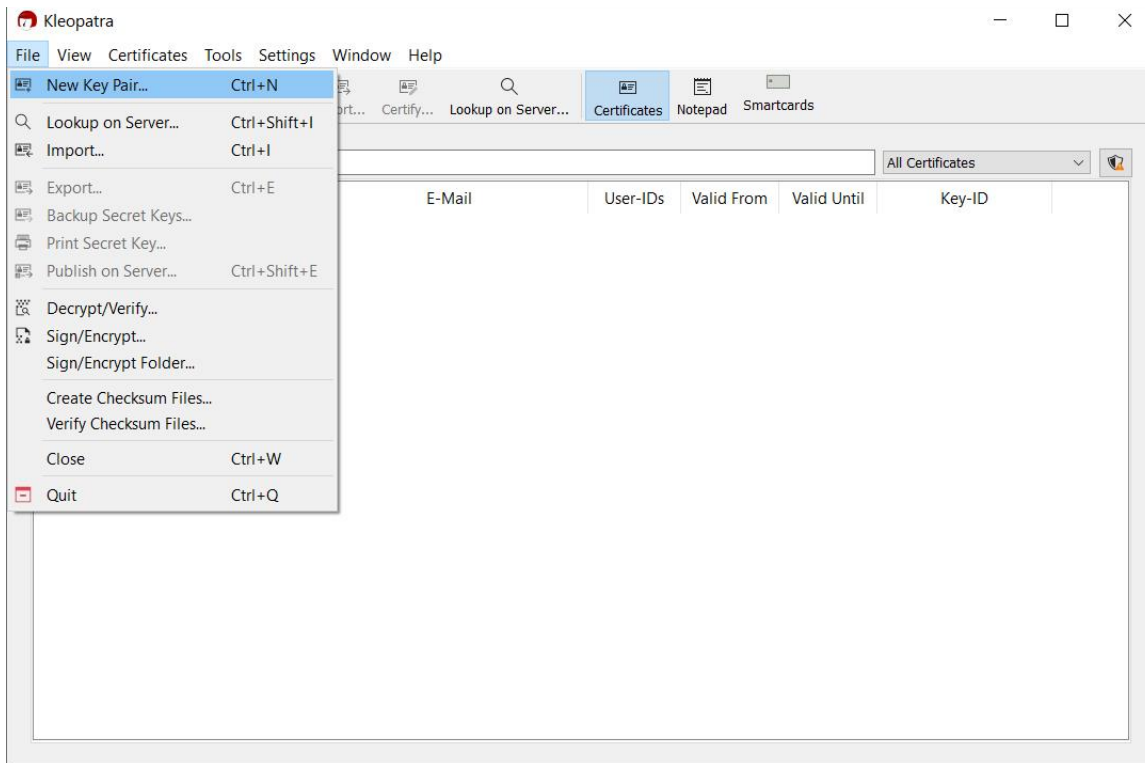 Kleopatra
File View Certificates Tools Settings Window Help
New Key Pair... Ctrl+N
Certify... Lookup on Server... Certificates Notepad Smartcards
Lookup on Server... Ctrl+Shift+I
Import... Ctrl+I
All Certificates
Export... Ctrl+E
E-Mail User-IDs Valid From Valid Until Key-ID
Backup Secret Keys...
Print Secret Key...
Publish on Server... Ctrl+Shift+E
Decrypt/Verify...
Sign/Encrypt...
Sign/Encrypt Folder...
Create Checksum Files...
Verify Checksum Files...
Close Ctrl+W
Quit Ctrl+Q